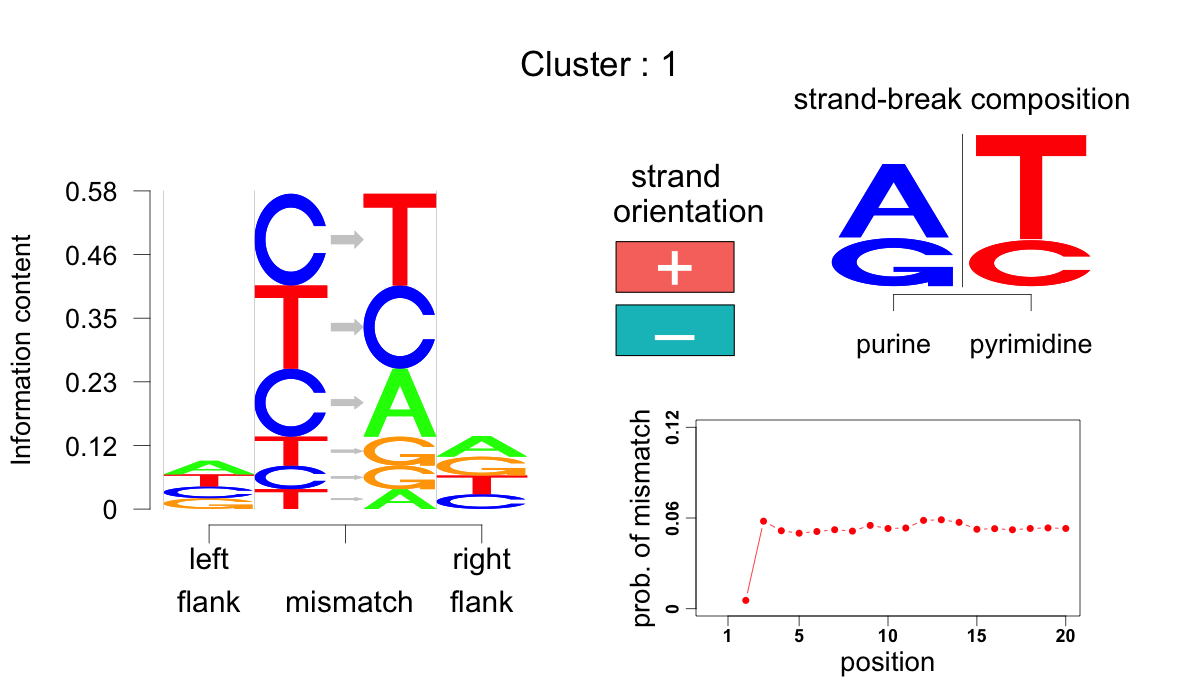 Cluster : 1
Information content
0.58
0.46
0.35
0.23
0.12
0
C T
T C
C A
T G
C G
T A
A
T
C
G
A
G
T
C
left
flank
mismatch
right
flank
strand
orientation
+
−
strand-break composition
A T
G C
purine pyrimidine
prob. of mismatch
0.12
0.06
0
1 5 10 15 20
position